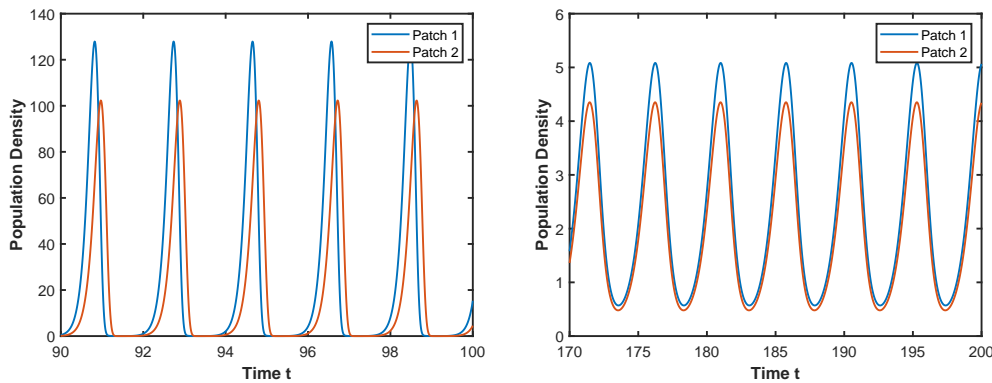 140
120
100
80
60
40
20
0
Population Density
90 92 94 96 98 100
Time t
Patch 1
Patch 2
6
5
4
3
2
1
0
Population Density
170 175 180 185 190 195 200
Time t
Patch 1
Patch 2